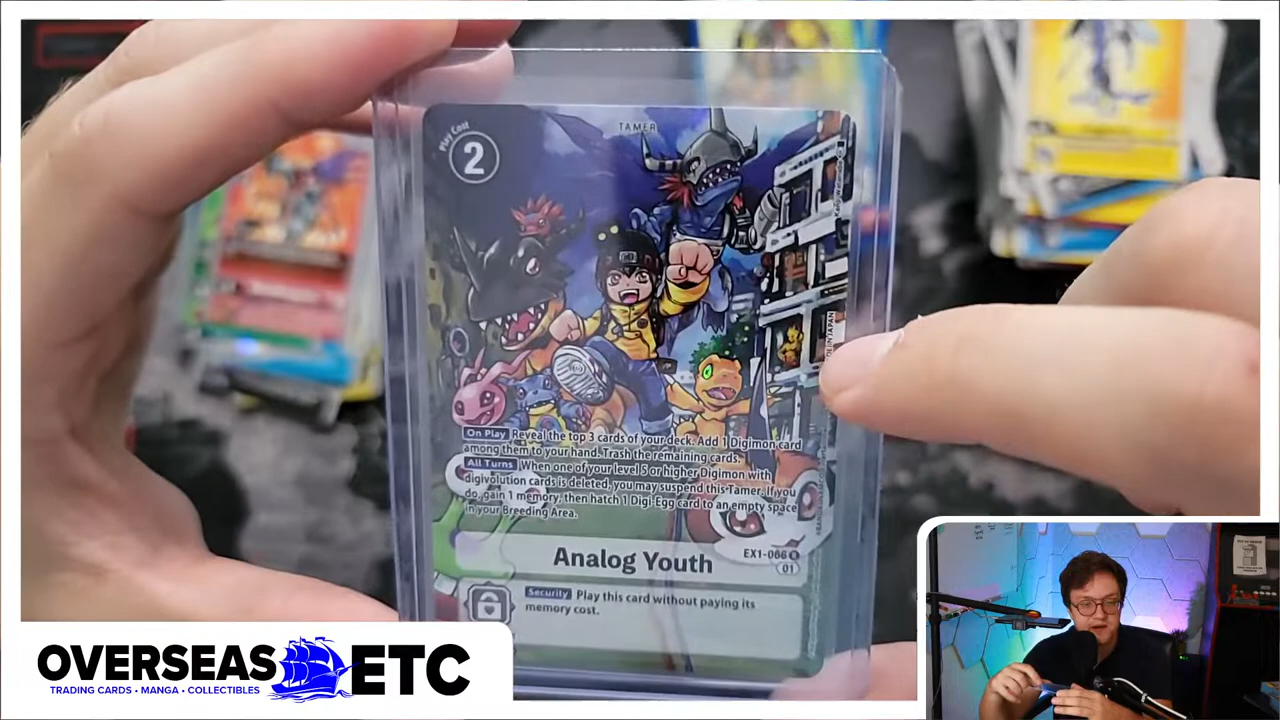 Play Cost
2
TAMER
On Play Reveal the top 3 cards of your deck. Add 1 Digimon card
among them to your hand. Trash the remaining cards.
All Turns When one of your level 5 or higher Digimon with
digivolution cards is deleted, you may suspend this Tamer. If you
do, gain 1 memory, then hatch 1 Digi-Egg card to an empty space
in your Breeding Area.
EX1-066 R
01
Analog Youth
Security Play this card without paying its
memory cost.
OVERSEAS ETC
TRADING CARDS • MANGA • COLLECTIBLES